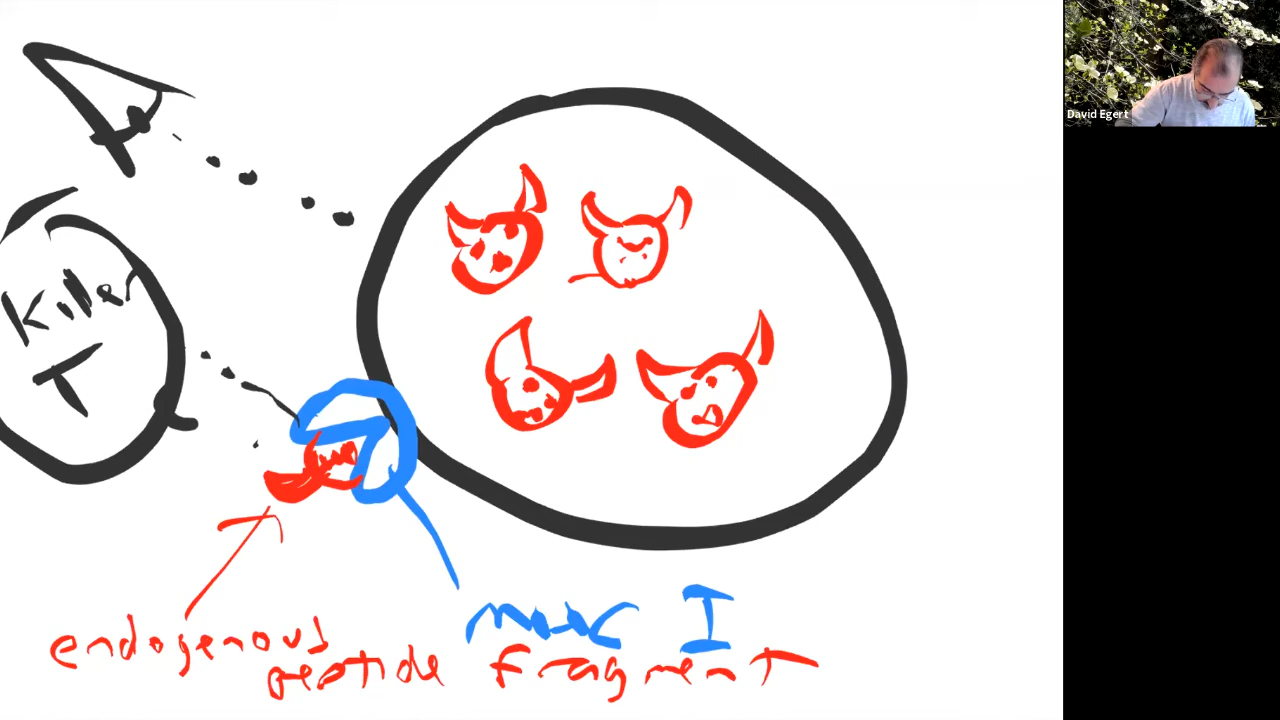 David Egert
Killer
T
MHC I
endogenous
peptide fragment